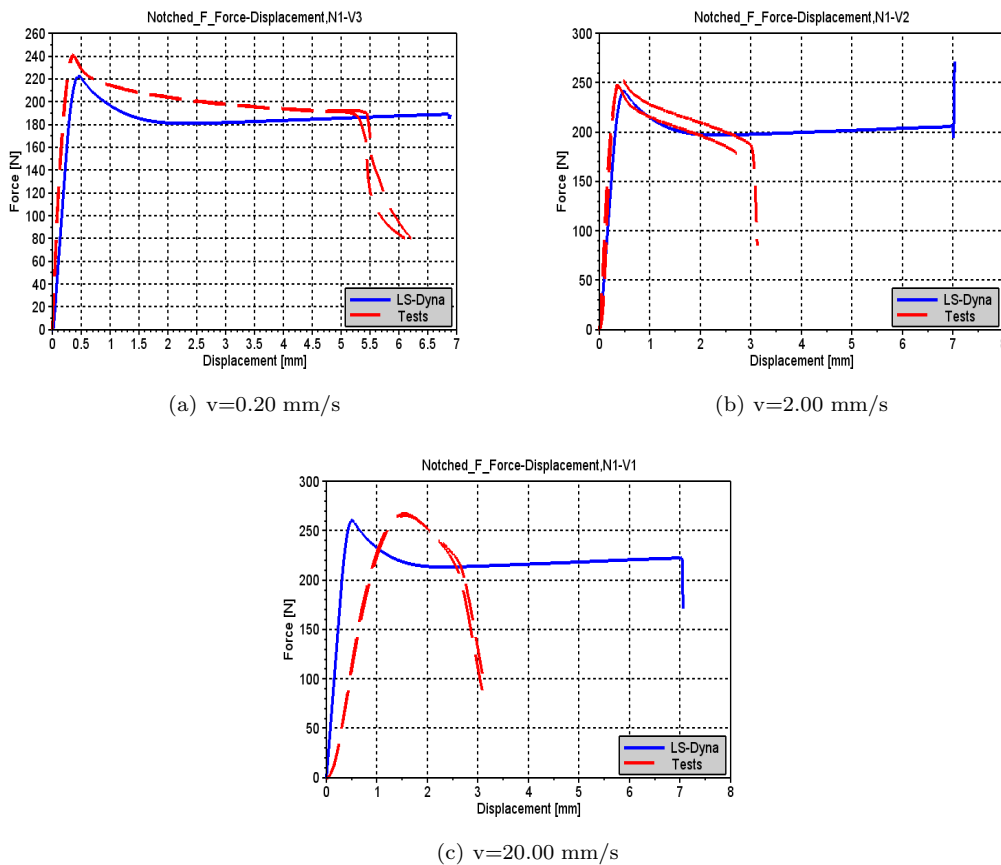 Notched_F_Force-Displacement,N1-V3
260
240
220
200
180
160
140
120
100
80
60
40
20
0
Force [N]
0 0.5 1 1.5 2 2.5 3 3.5 4 4.5 5 5.5 6 6.5 7
Displacement [mm]
LS-Dyna
Tests
(a) v=0.20 mm/s
Notched_F_Force-Displacement,N1-V2
300
250
200
150
100
50
0
Force [N]
0 1 2 3 4 5 6 7
Displacement [mm]
LS-Dyna
Tests
(b) v=2.00 mm/s
Notched_F_Force-Displacement,N1-V1
300
250
200
150
100
50
0
Force [N]
0 1 2 3 4 5 6 7 8
Displacement [mm]
LS-Dyna
Tests
(c) v=20.00 mm/s